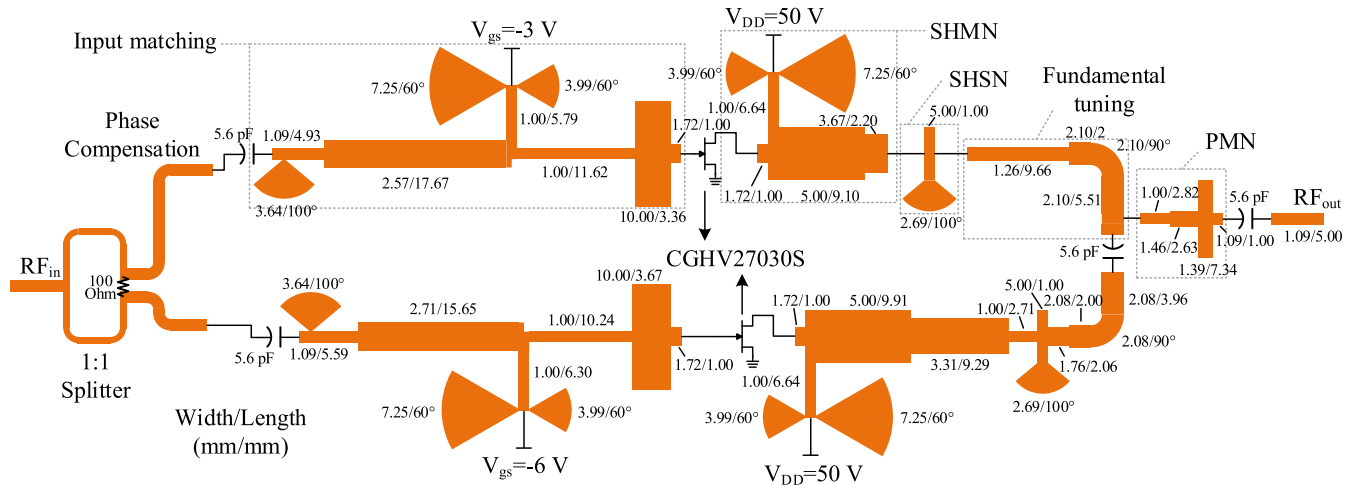 V_DD=50 V
V_gs=-3 V
Input matching
SHMN
7.25/60°
3.99/60°
3.99/60°
7.25/60°
SHSN
Fundamental
tuning
1.00/5.79
1.00/6.64
5.00/1.00
Phase
Compensation
5.6 pF
1.09/4.93
1.72/1.00
3.67/2.20
2.10/2
2.10/90°
PMN
2.57/17.67
1.00/11.62
1.72/1.00
5.00/9.10
1.26/9.66
3.64/100°
10.00/3.36
2.69/100°
2.10/5.51
1.00/2.82
5.6 pF
RF_out
1.09/5.00
1.46/2.63
1.09/1.00
1.39/7.34
5.6 pF
RF_in
100
Ohm
CGHV27030S
3.64/100°
10.00/3.67
2.71/15.65
1.00/10.24
1.72/1.00
5.00/9.91
5.00/1.00
1.00/2.71
2.08/2.00
2.08/3.96
2.08/90°
5.6 pF
1.09/5.59
1.72/1.00
3.31/9.29
1.76/2.06
1:1
Splitter
1.00/6.30
1.00/6.64
2.69/100°
Width/Length
(mm/mm)
7.25/60°
3.99/60°
3.99/60°
7.25/60°
V_gs=-6 V
V_DD=50 V